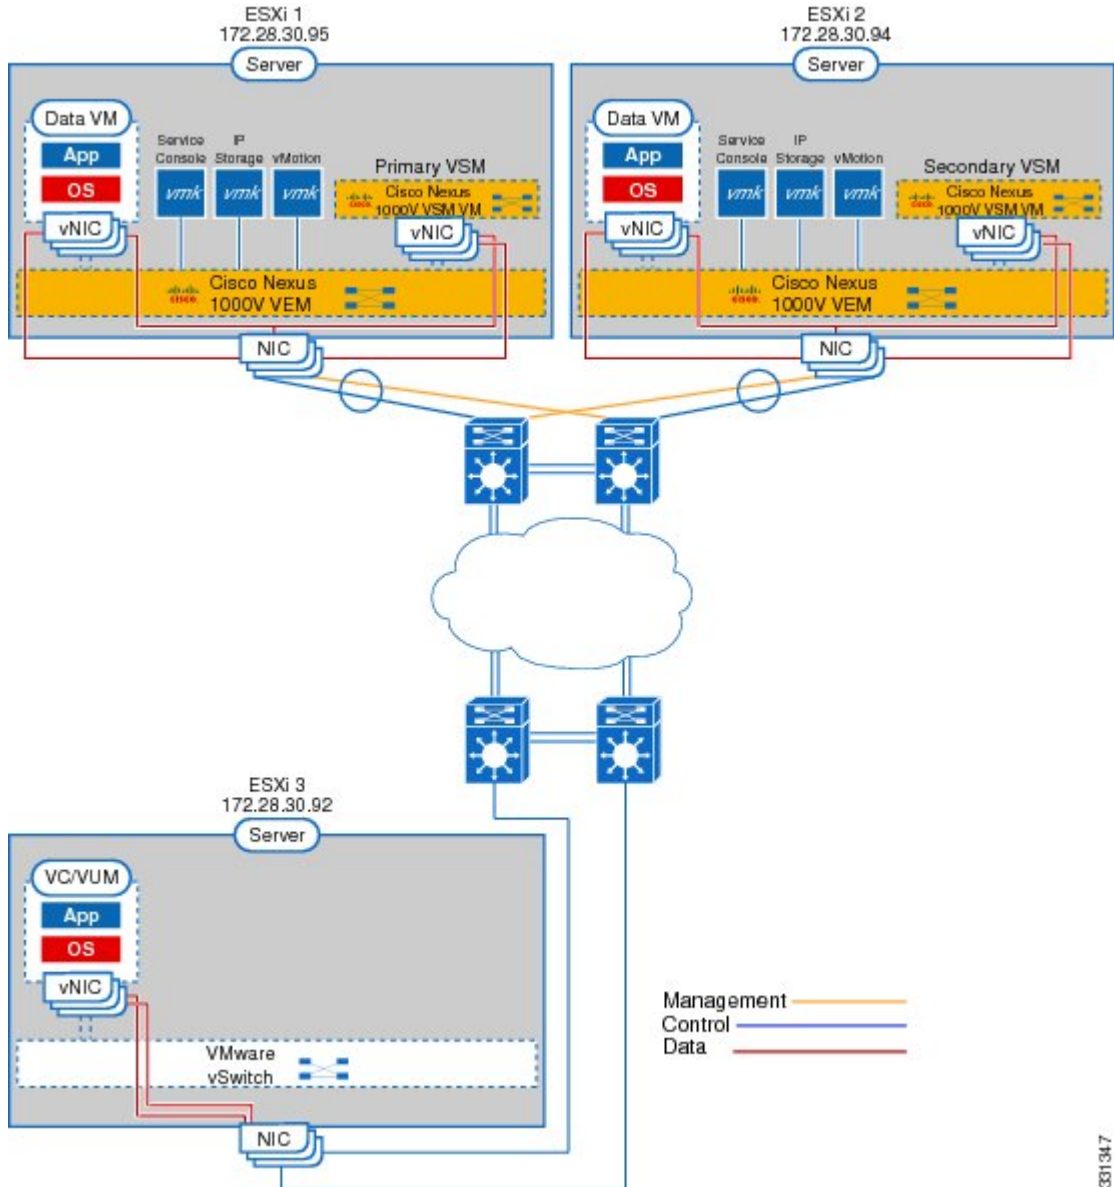 ESXi 1
172.28.30.95
Server
Data VM
App
OS
vNIC
Service
Console
IP
Storage
vMotion
vmk
vmk
vmk
Primary VSM
CISCO
Cisco Nexus
1000V VSM VM
vNIC
CISCO
Cisco Nexus
1000V VEM
NIC
ESXi 2
172.28.30.94
Server
Data VM
App
OS
vNIC
Service
Console
IP
Storage
vMotion
vmk
vmk
vmk
Secondary VSM
CISCO
Cisco Nexus
1000V VSM VM
vNIC
CISCO
Cisco Nexus
1000V VEM
NIC
ESXi 3
172.28.30.92
Server
VC/VUM
App
OS
vNIC
VMware
vSwitch
NIC
Management
Control
Data
331347